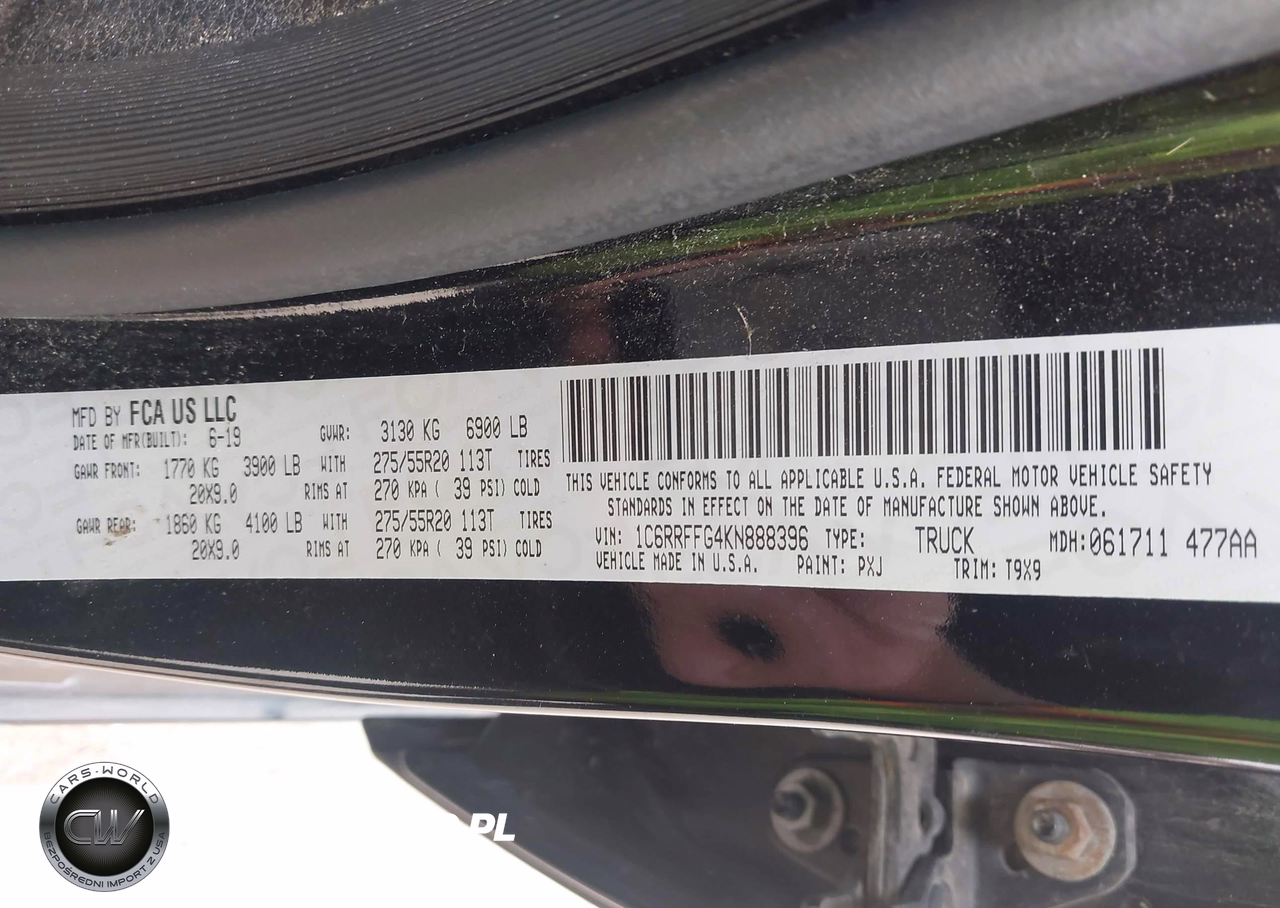 MFD BY FCA US LLC
DATE OF MFR(BUILT): 6-19 GVWR: 3130 KG 6900 LB
GAWR FRONT: 1770 KG 3900 LB WITH 275/55R20 113T TIRES
20X9.0 RIMS AT 270 KPA ( 39 PSI) COLD
GAWR REAR: 1860 KG 4100 LB WITH 275/55R20 113T TIRES
20X9.0 RIMS AT 270 KPA ( 39 PSI) COLD
THIS VEHICLE CONFORMS TO ALL APPLICABLE U.S.A. FEDERAL MOTOR VEHICLE SAFETY
STANDARDS IN EFFECT ON THE DATE OF MANUFACTURE SHOWN ABOVE.
VIN: 1C6RRFFG4KN888396 TYPE: TRUCK MDH: 061711 477AA
VEHICLE MADE IN U.S.A. PAINT: PXJ TRIM: T9X9
CARS-WORLD
CW
BEZPOŚREDNI IMPORT Z USA
.PL